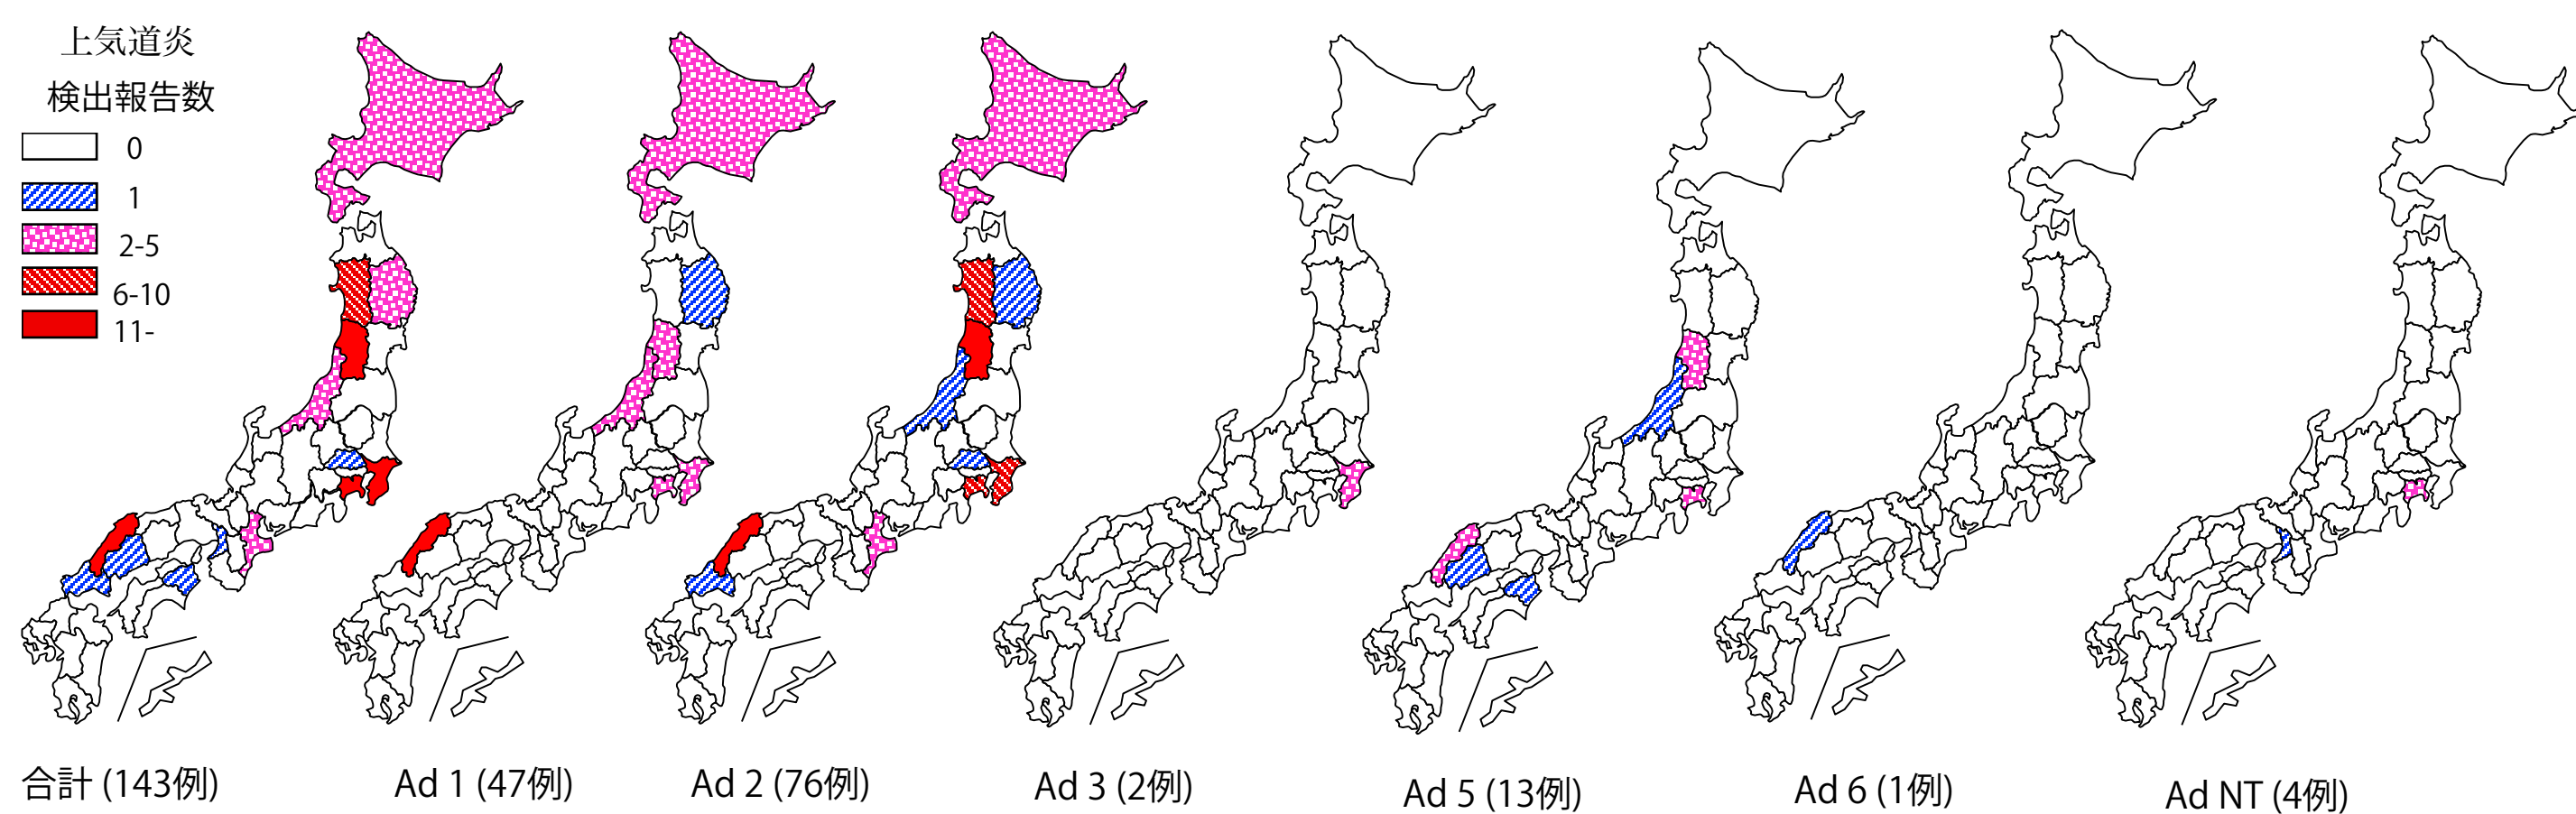 上気道炎
検出報告数
0
1
2-5
6-10
11-
合計 (143例)
Ad 1 (47例)
Ad 2 (76例)
Ad 3 (2例)
Ad 5 (13例)
Ad 6 (1例)
Ad NT (4例)